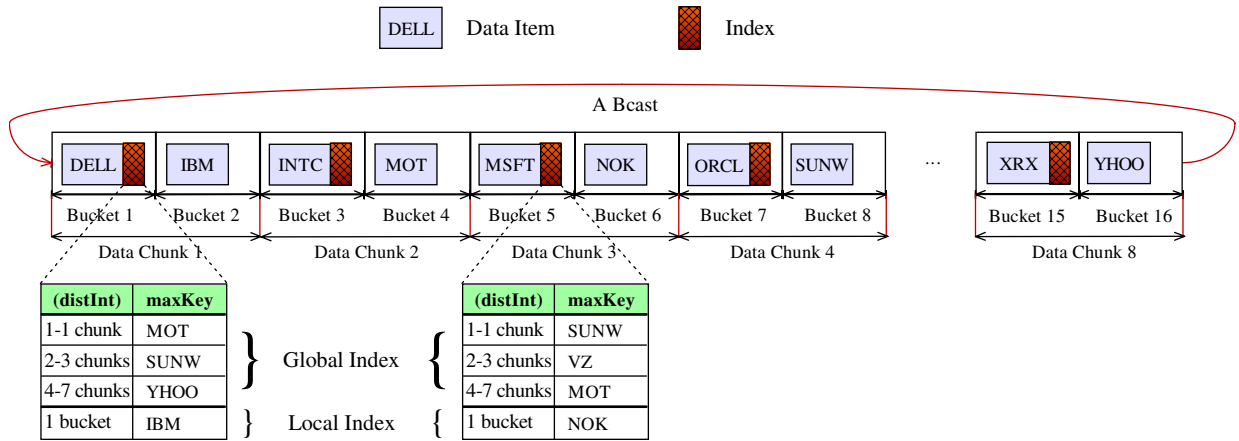 DELL Data Item Index
A Bcast
DELL IBM INTC MOT MSFT NOK ORCL SUNW ... XRX YHOO
Bucket 1 Bucket 2 Bucket 3 Bucket 4 Bucket 5 Bucket 6 Bucket 7 Bucket 8 Bucket 15 Bucket 16
Data Chunk 1 Data Chunk 2 Data Chunk 3 Data Chunk 4 Data Chunk 8
(distInt) maxKey (distInt) maxKey
1-1 chunk MOT 1-1 chunk SUNW
2-3 chunks SUNW } Global Index { 2-3 chunks VZ
4-7 chunks YHOO 4-7 chunks MOT
1 bucket IBM } Local Index { 1 bucket NOK